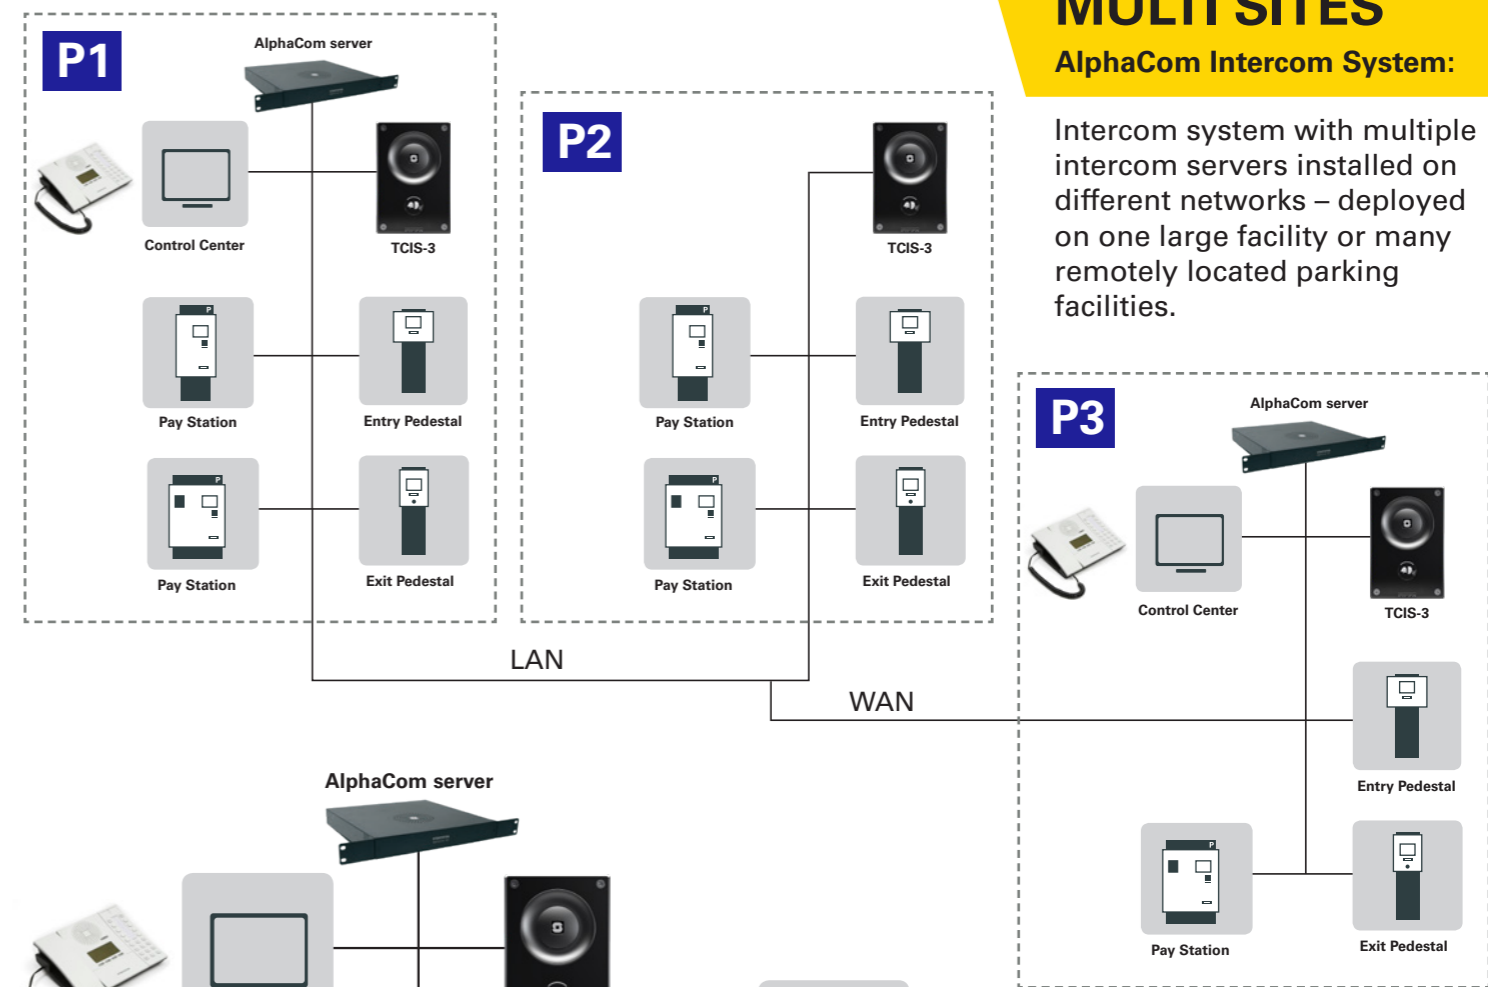 MULTI SITES
AlphaCom Intercom System:
Intercom system with multiple
intercom servers installed on
different networks – deployed
on one large facility or many
remotely located parking
facilities.
P1
AlphaCom server
Control Center
TCIS-3
P
Pay Station
Entry Pedestal
P
Pay Station
Exit Pedestal
P2
TCIS-3
P
Pay Station
Entry Pedestal
P
Pay Station
Exit Pedestal
LAN
WAN
P3
AlphaCom server
Control Center
TCIS-3
Entry Pedestal
P
Pay Station
Exit Pedestal
AlphaCom server